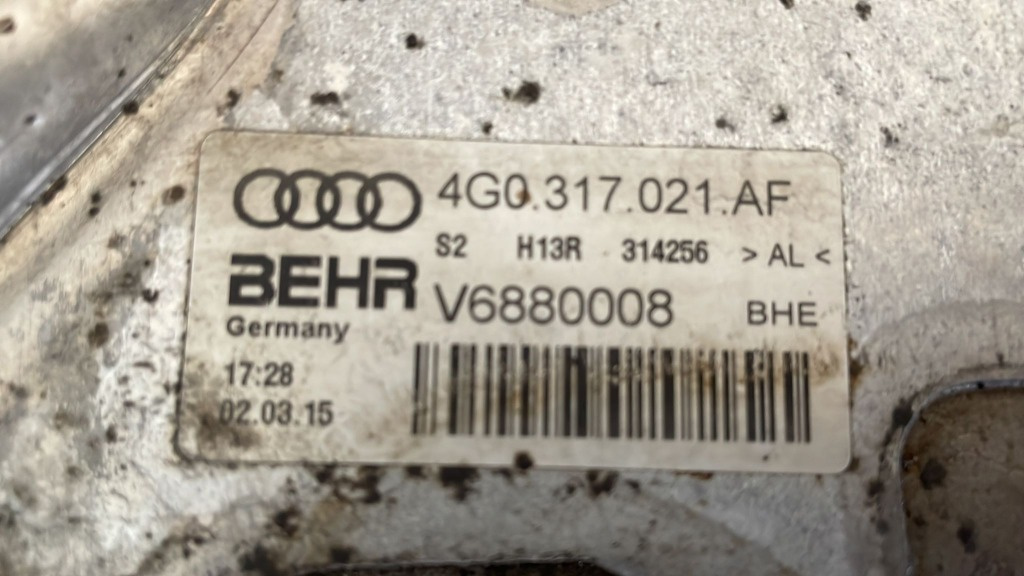 4G0.317.021.AF
S2 H13R 314256 > AL <
BEHR V6880008 BHE
Germany
17:28
02.03.15